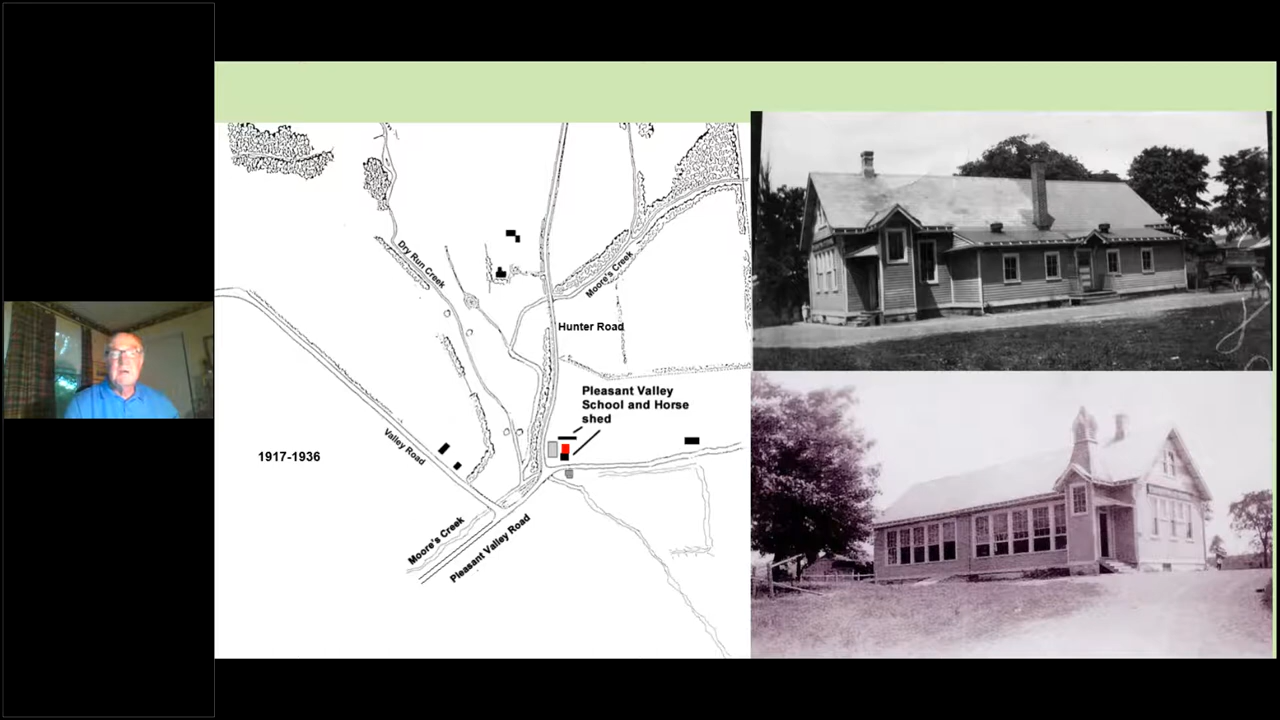 Dry Run Creek
Moore's Creek
Hunter Road
Pleasant Valley
School and Horse
shed
Valley Road
1917-1936
Moore's Creek
Pleasant Valley Road